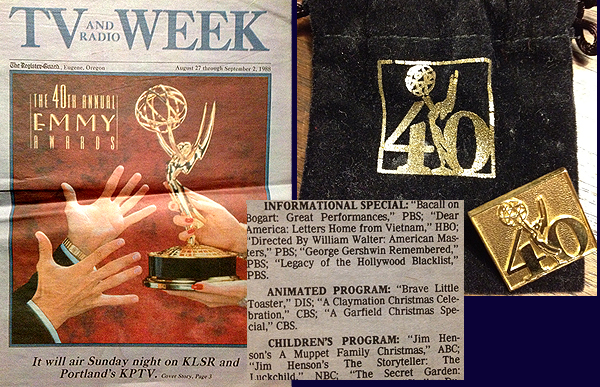 TV AND RADIO WEEK
The Register-Guard, Eugene, Oregon
August 27 through September 2, 1988
THE 40TH ANNUAL
EMMY
AWARDS
It will air Sunday night on KLSR and
Portland's KPTV. Cover Story, Page 3
40
40
INFORMATIONAL SPECIAL: "Bacall on
Bogart: Great Performances," PBS; "Dear
America: Letters Home from Vietnam," HBO;
"Directed By William Walter: American Mas-
ters," PBS; "George Gershwin Remembered,"
PBS; "Legacy of the Hollywood Blacklist,"
PBS.
ANIMATED PROGRAM: "Brave Little
Toaster," DIS; "A Claymation Christmas Cele-
bration," CBS; "A Garfield Christmas Spe-
cial," CBS.
CHILDREN'S PROGRAM: "Jim Hen-
son's A Muppet Family Christmas," ABC;
"Jim Henson's The Storyteller: The
Luckchild," NBC; "The Secret Garden: